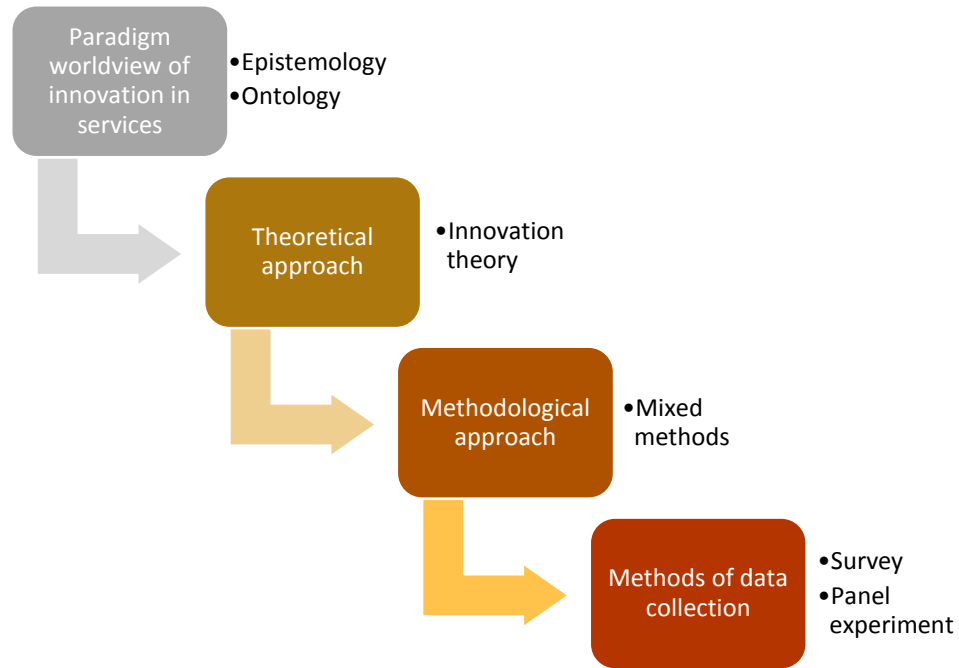 Paradigm
worldview of
innovation in
services
•Epistemology
•Ontology
Theoretical
approach
•Innovation
theory
Methodological
approach
•Mixed
methods
Methods of data
collection
•Survey
•Panel
experiment